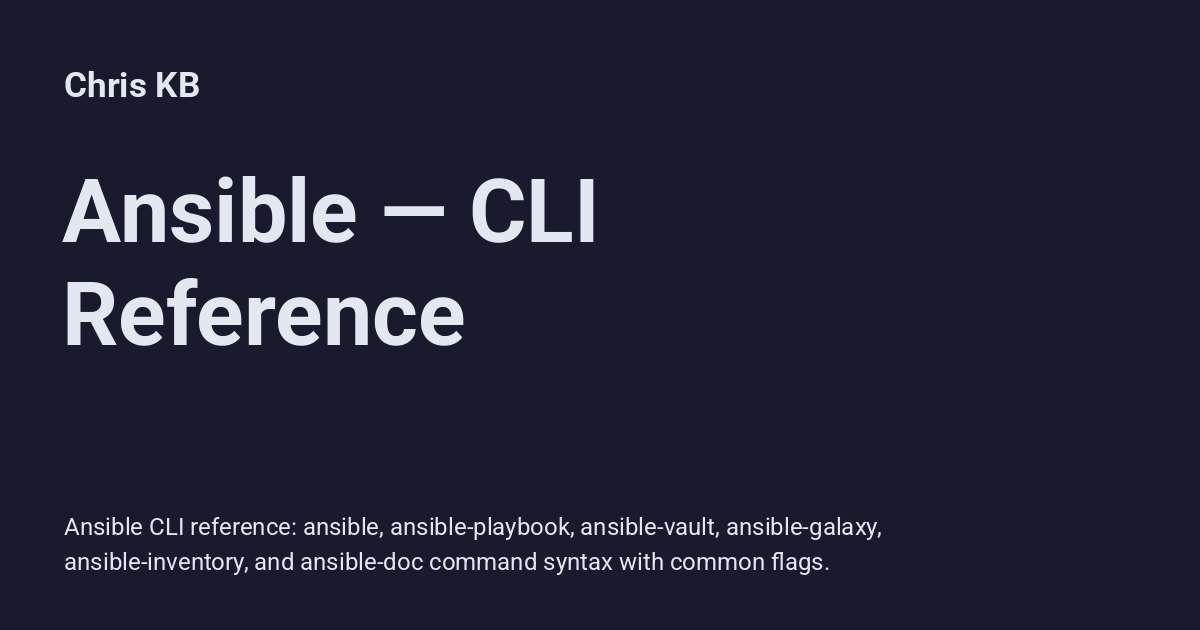 Chris KB
Ansible — CLI
Reference
Ansible CLI reference: ansible, ansible-playbook, ansible-vault, ansible-galaxy,
ansible-inventory, and ansible-doc command syntax with common flags.